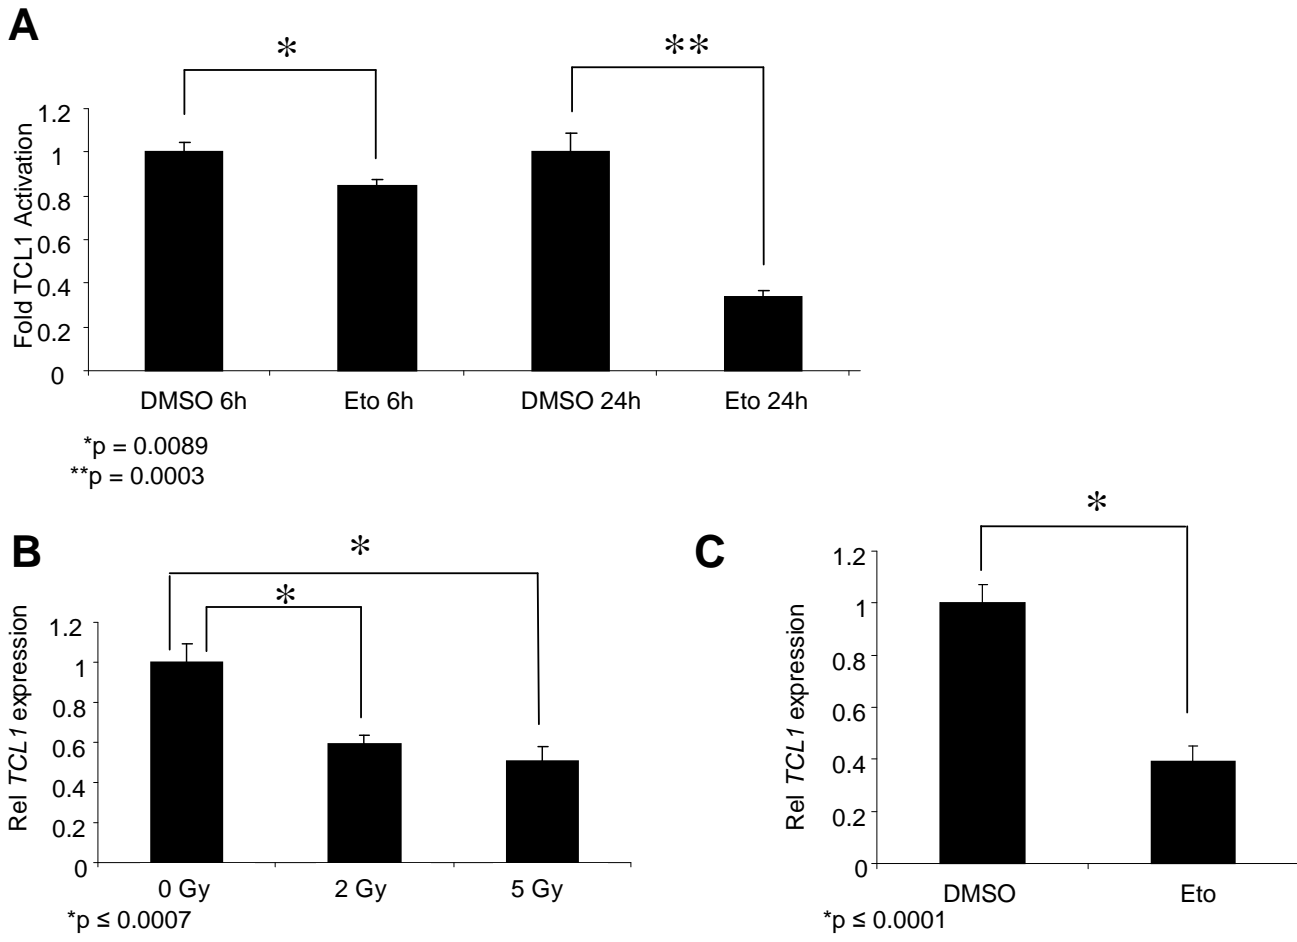 A
*
**
Fold TCL1 Activation
1.2
1
0.8
0.6
0.4
0.2
0
DMSO 6h
Eto 6h
DMSO 24h
Eto 24h
*p = 0.0089
**p = 0.0003
B
*
*
Rel TCL1 expression
1.2
1
0.8
0.6
0.4
0.2
0
0 Gy
2 Gy
5 Gy
*p ≤ 0.0007
C
*
Rel TCL1 expression
1.2
1
0.8
0.6
0.4
0.2
0
DMSO
Eto
*p ≤ 0.0001